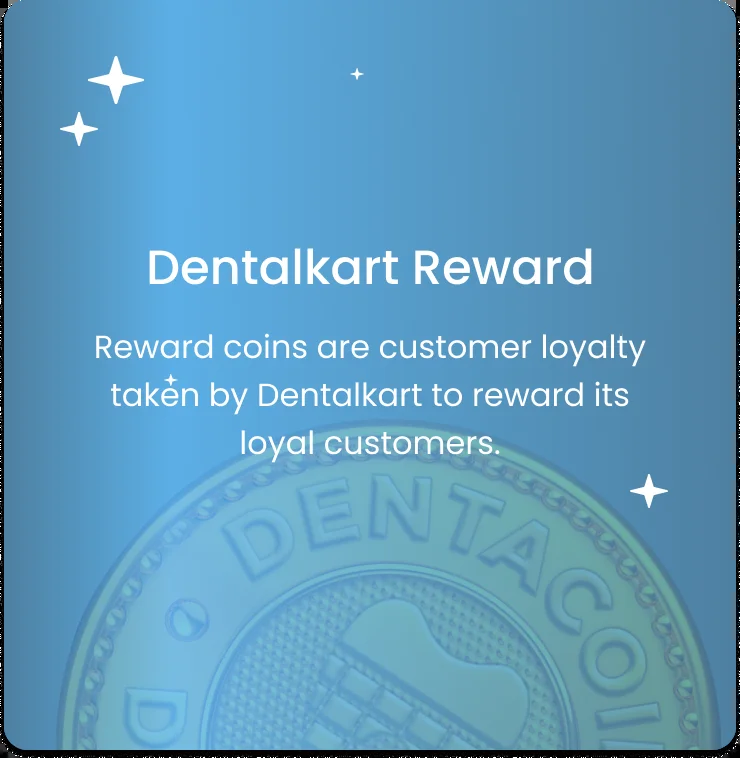 Dentalkart Reward
Reward coins are customer loyalty
taken by Dentalkart to reward its
loyal customers.
DENTACOI
D